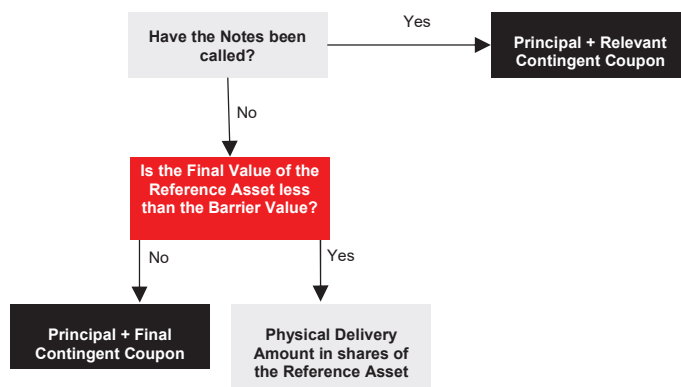 Have the Notes been
called?
Yes
Principal + Relevant
Contingent Coupon
No
Is the Final Value of the
Reference Asset less
than the Barrier Value?
No
Yes
Principal + Final
Contingent Coupon
Physical Delivery
Amount in shares of
the Reference Asset